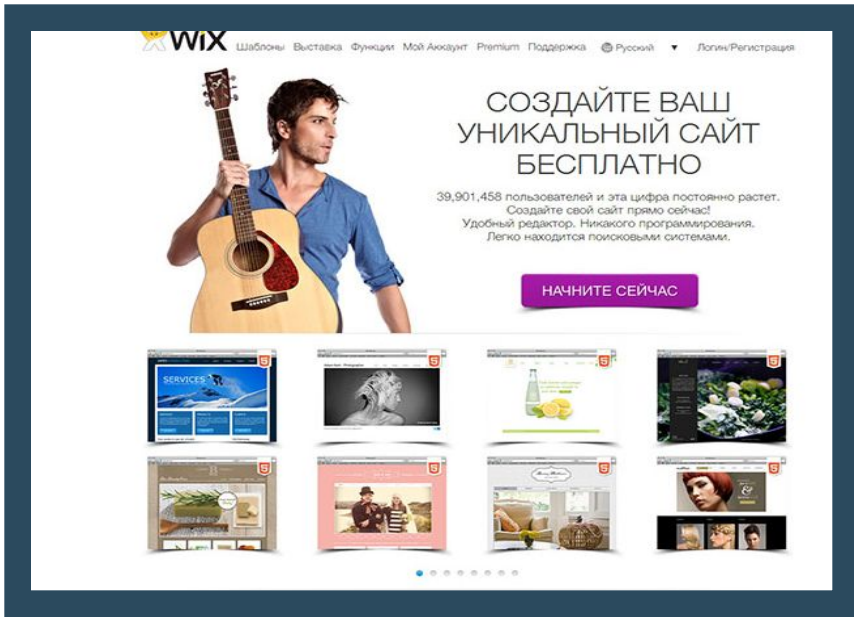 WiX
Шаблоны Выставка Функции Мой Аккаунт Premium Поддержка Русский ▼ Логин/Регистрация
СОЗДАЙТЕ ВАШ
УНИКАЛЬНЫЙ САЙТ
БЕСПЛАТНО
39,901,458 пользователей и эта цифра постоянно растет.
Создайте свой сайт прямо сейчас!
Удобный редактор. Никакого программирования.
Легко находится поисковыми системами.
НАЧНИТЕ СЕЙЧАС
SERVICES